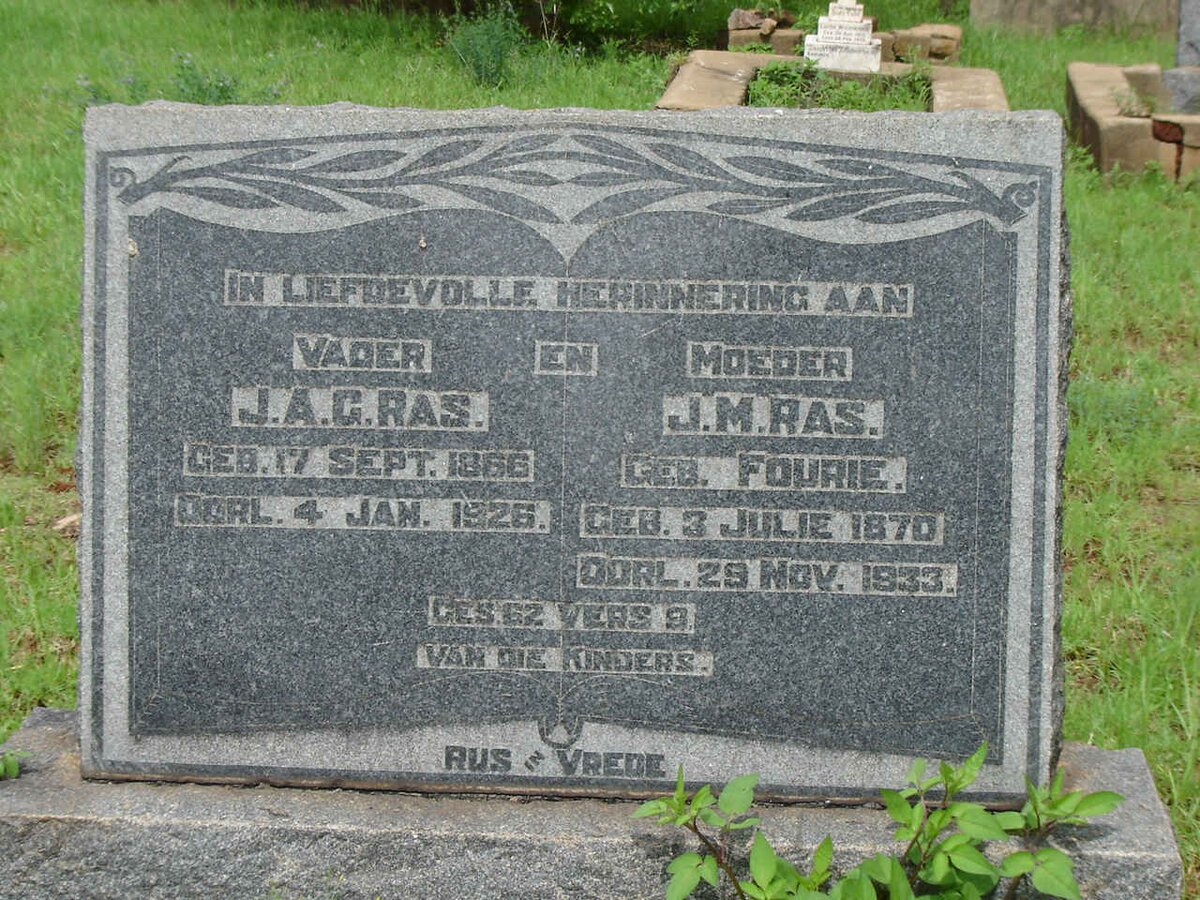 IN LIEFDEVOLLE HERINNERING AAN
VADER EN MOEDER
J.A.G.RAS.
GEB.17 SEPT. 1866
OORL. 4 JAN. 1926.
J.M.RAS.
GEB. FOURIE.
GEB. 3 JULIE 1870
OORL. 29 NOV. 1933.
GES.62 VERS 9.
VAN DIE KINDERS.
RUS IN VREDE